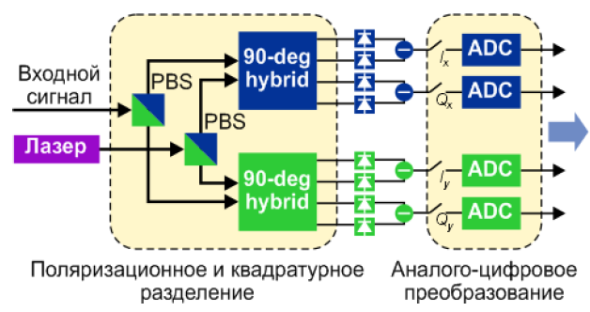 Входной
сигнал
PBS
Лазер
PBS
90-deg
hybrid
90-deg
hybrid
Ix
ADC
Qx
ADC
Iy
ADC
Qy
ADC
Поляризационное и квадратурное
разделение
Аналого-цифровое
преобразование